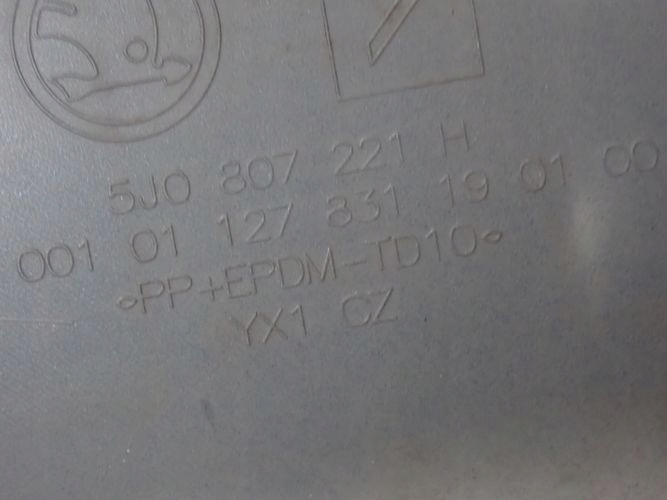 5J0 807 221 H
001 01 127 831 19 01 00
>PP+EPDM-TD10<
YX1 CZ